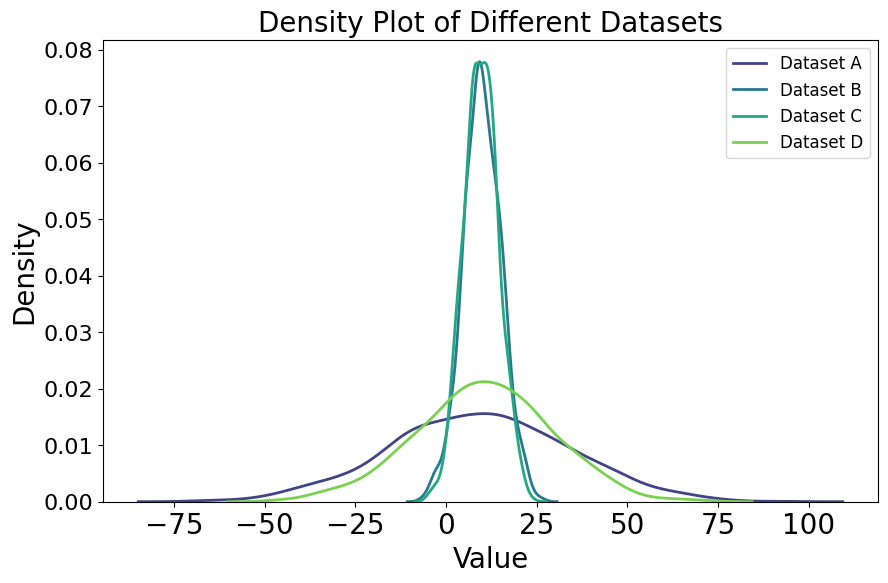 Density Plot of Different Datasets
Dataset A
Dataset B
Dataset C
Dataset D
Density
0.08
0.07
0.06
0.05
0.04
0.03
0.02
0.01
0.00
−75 −50 −25 0 25 50 75 100
Value